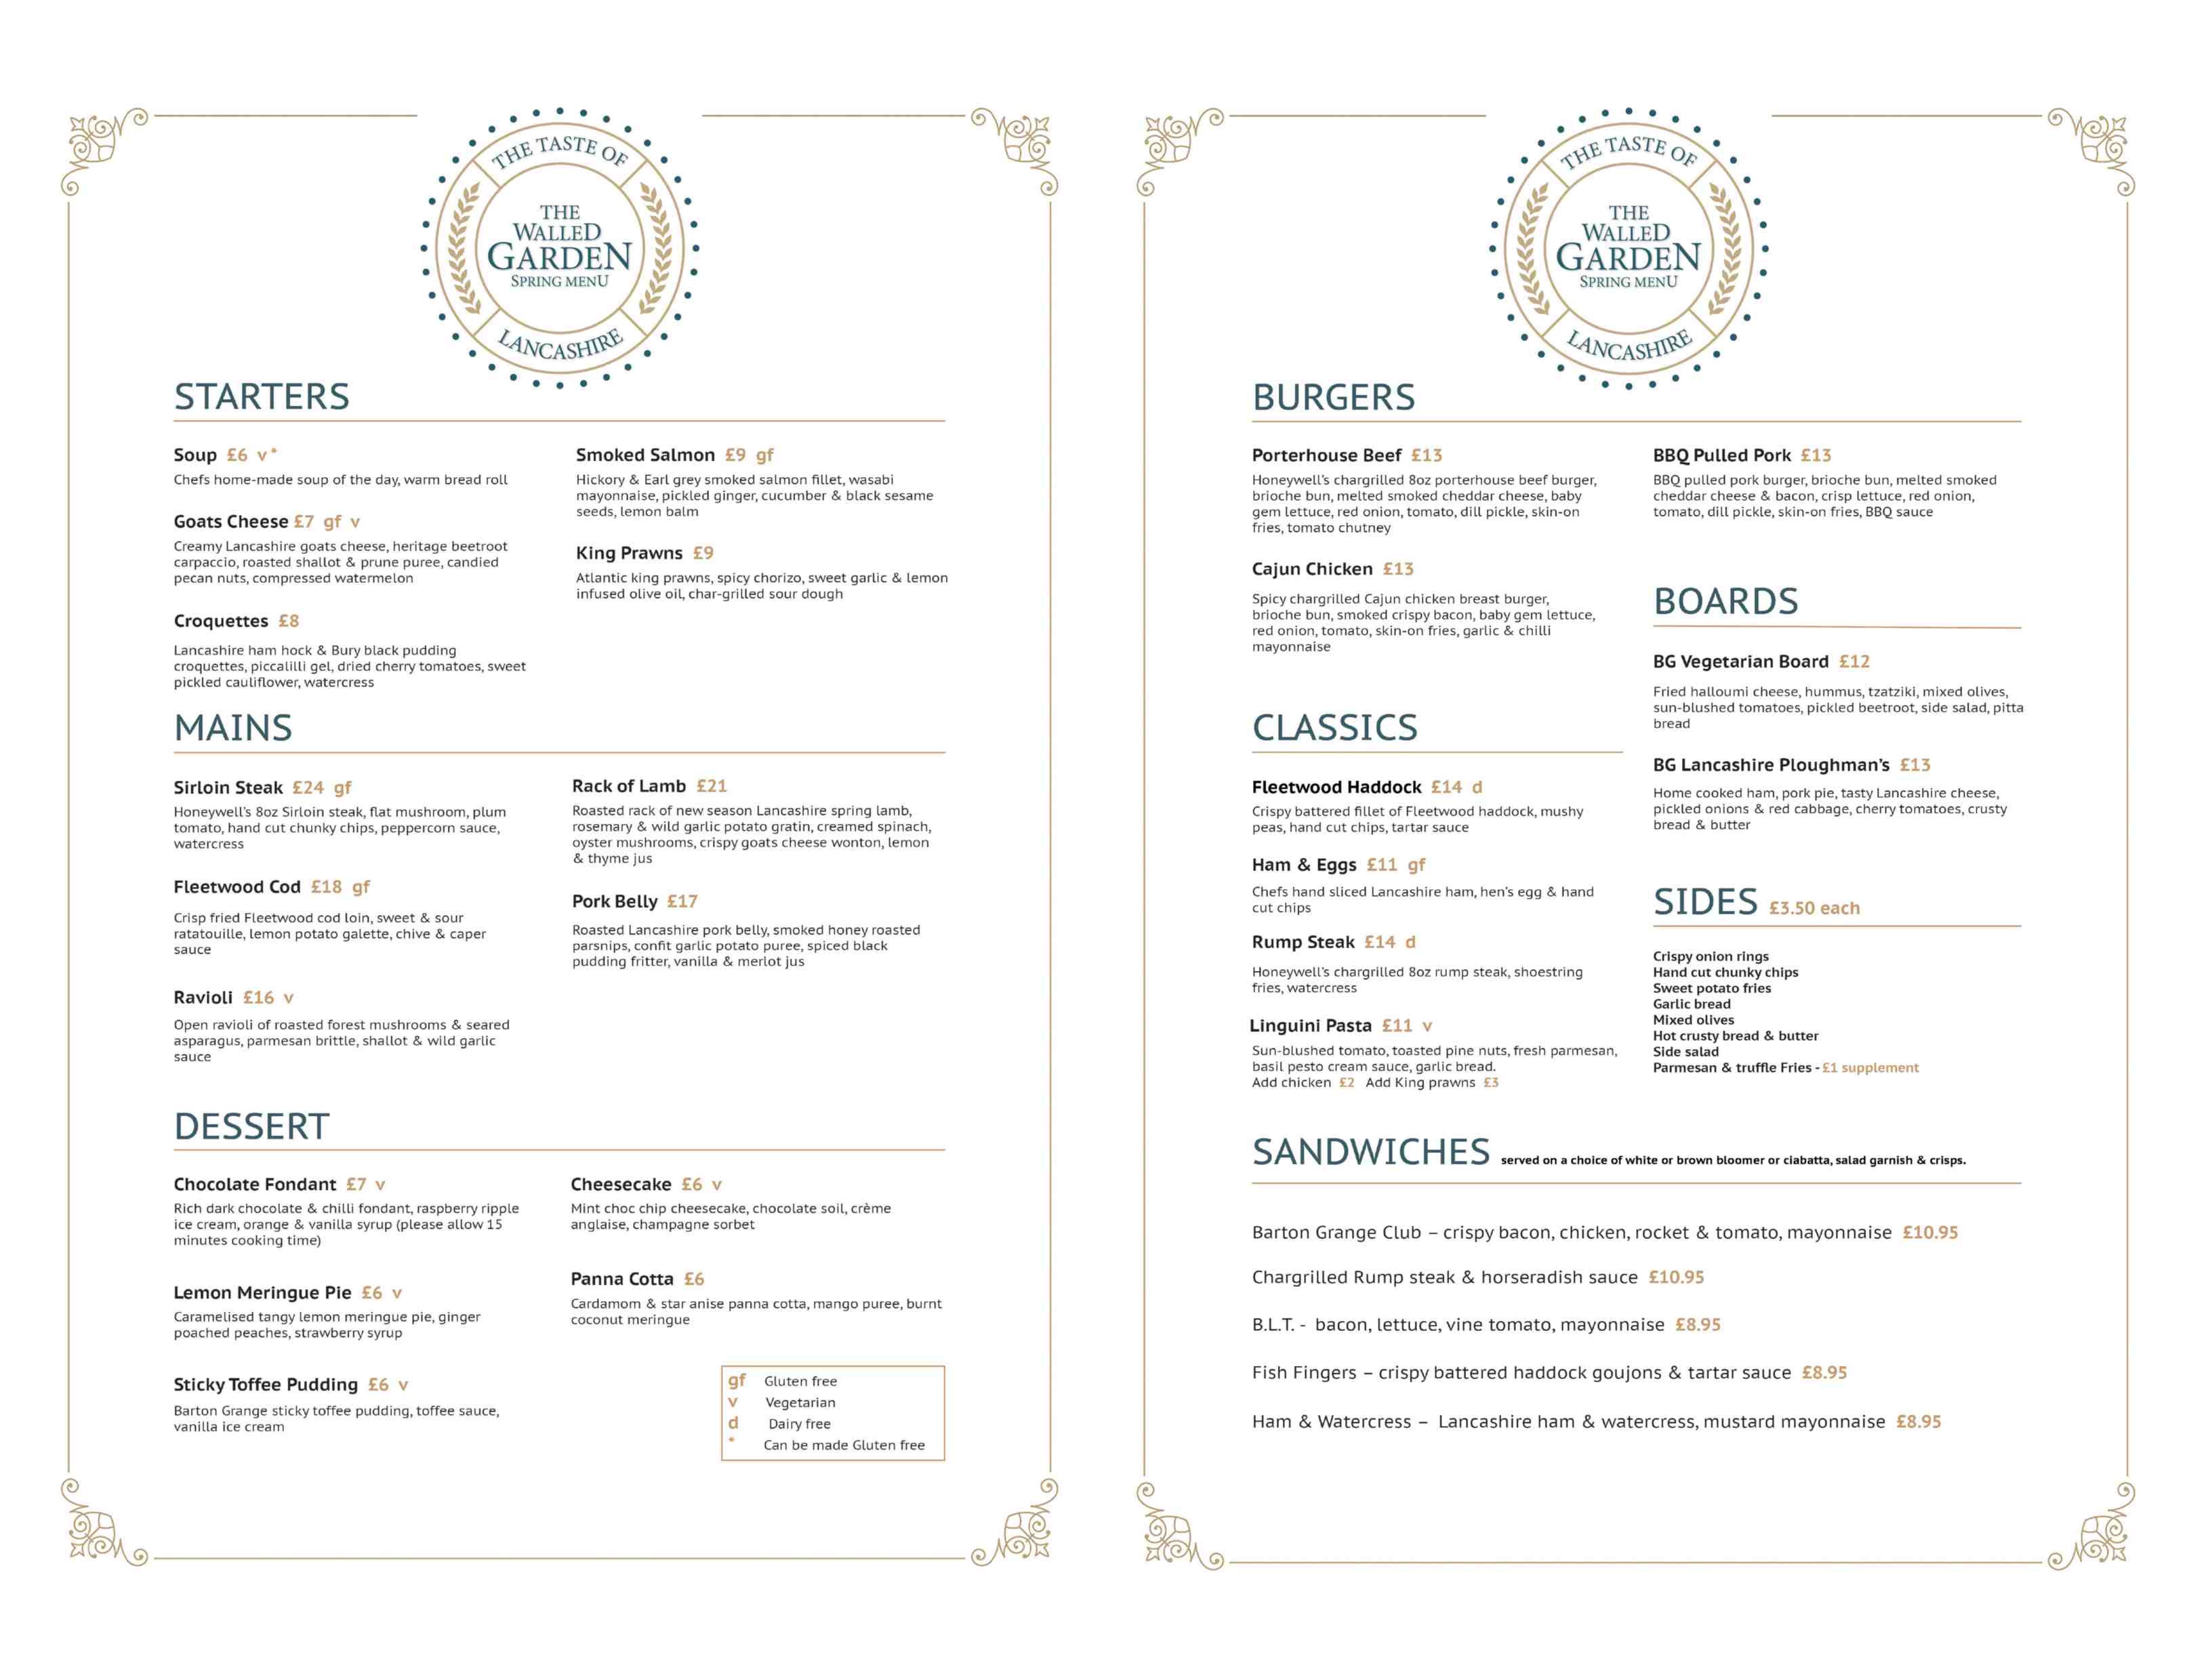 THE TASTE OF
THE
WALLED
GARDEN
SPRING MENU
LANCASHIRE
STARTERS
Soup £6 v*
Chefs home-made soup of the day, warm bread roll
Goats Cheese £7 gf v
Creamy Lancashire goats cheese, heritage beetroot
carpaccio, roasted shallot & prune puree, candied
pecan nuts, compressed watermelon
Croquettes £8
Lancashire ham hock & Bury black pudding
croquettes, piccalilli gel, dried cherry tomatoes, sweet
pickled cauliflower, watercress
Smoked Salmon £9 gf
Hickory & Earl grey smoked salmon fillet, wasabi
mayonnaise, pickled ginger, cucumber & black sesame
seeds, lemon balm
King Prawns £9
Atlantic king prawns, spicy chorizo, sweet garlic & lemon
infused olive oil, char-grilled sour dough
MAINS
Sirloin Steak £24 gf
Honeywell's 8oz Sirloin steak, flat mushroom, plum
tomato, hand cut chunky chips, peppercorn sauce,
watercress
Fleetwood Cod £18 gf
Crisp fried Fleetwood cod loin, sweet & sour
ratatouille, lemon potato galette, chive & caper
sauce
Ravioli £16 v
Open ravioli of roasted forest mushrooms & seared
asparagus, parmesan brittle, shallot & wild garlic
sauce
Rack of Lamb £21
Roasted rack of new season Lancashire spring lamb,
rosemary & wild garlic potato gratin, creamed spinach,
oyster mushrooms, crispy goats cheese wonton, lemon
& thyme jus
Pork Belly £17
Roasted Lancashire pork belly, smoked honey roasted
parsnips, confit garlic potato puree, spiced black
pudding fritter, vanilla & merlot jus
DESSERT
Chocolate Fondant £7 v
Rich dark chocolate & chilli fondant, raspberry ripple
ice cream, orange & vanilla syrup (please allow 15
minutes cooking time)
Lemon Meringue Pie £6 v
Caramelised tangy lemon meringue pie, ginger
poached peaches, strawberry syrup
Sticky Toffee Pudding £6 v
Barton Grange sticky toffee pudding, toffee sauce,
vanilla ice cream
Cheesecake £6 v
Mint choc chip cheesecake, chocolate soil, crème
anglaise, champagne sorbet
Panna Cotta £6
Cardamom & star anise panna cotta, mango puree, burnt
coconut meringue
gf Gluten free
v Vegetarian
d Dairy free
* Can be made Gluten free
THE TASTE OF
THE
WALLED
GARDEN
SPRING MENU
LANCASHIRE
BURGERS
Porterhouse Beef £13
Honeywell's chargrilled 8oz porterhouse beef burger,
brioche bun, melted smoked cheddar cheese, baby
gem lettuce, red onion, tomato, dill pickle, skin-on
fries, tomato chutney
Cajun Chicken £13
Spicy chargrilled Cajun chicken breast burger,
brioche bun, smoked crispy bacon, baby gem lettuce,
red onion, tomato, skin-on fries, garlic & chilli
mayonnaise
BBQ Pulled Pork £13
BBQ pulled pork burger, brioche bun, melted smoked
cheddar cheese & bacon, crisp lettuce, red onion,
tomato, dill pickle, skin-on fries, BBQ sauce
CLASSICS
Fleetwood Haddock £14 d
Crispy battered fillet of Fleetwood haddock, mushy
peas, hand cut chips, tartar sauce
Ham & Eggs £11 gf
Chefs hand sliced Lancashire ham, hen's egg & hand
cut chips
Rump Steak £14 d
Honeywell's chargrilled 8oz rump steak, shoestring
fries, watercress
Linguini Pasta £11 v
Sun-blushed tomato, toasted pine nuts, fresh parmesan,
basil pesto cream sauce, garlic bread.
Add chicken £2 Add King prawns £3
BOARDS
BG Vegetarian Board £12
Fried halloumi cheese, hummus, tzatziki, mixed olives,
sun-blushed tomatoes, pickled beetroot, side salad, pitta
bread
BG Lancashire Ploughman's £13
Home cooked ham, pork pie, tasty Lancashire cheese,
pickled onions & red cabbage, cherry tomatoes, crusty
bread & butter
SIDES £3.50 each
Crispy onion rings
Hand cut chunky chips
Sweet potato fries
Garlic bread
Mixed olives
Hot crusty bread & butter
Side salad
Parmesan & truffle Fries - £1 supplement
SANDWICHES served on a choice of white or brown bloomer or ciabatta, salad garnish & crisps.
Barton Grange Club – crispy bacon, chicken, rocket & tomato, mayonnaise £10.95
Chargrilled Rump steak & horseradish sauce £10.95
B.L.T. - bacon, lettuce, vine tomato, mayonnaise £8.95
Fish Fingers – crispy battered haddock goujons & tartar sauce £8.95
Ham & Watercress – Lancashire ham & watercress, mustard mayonnaise £8.95